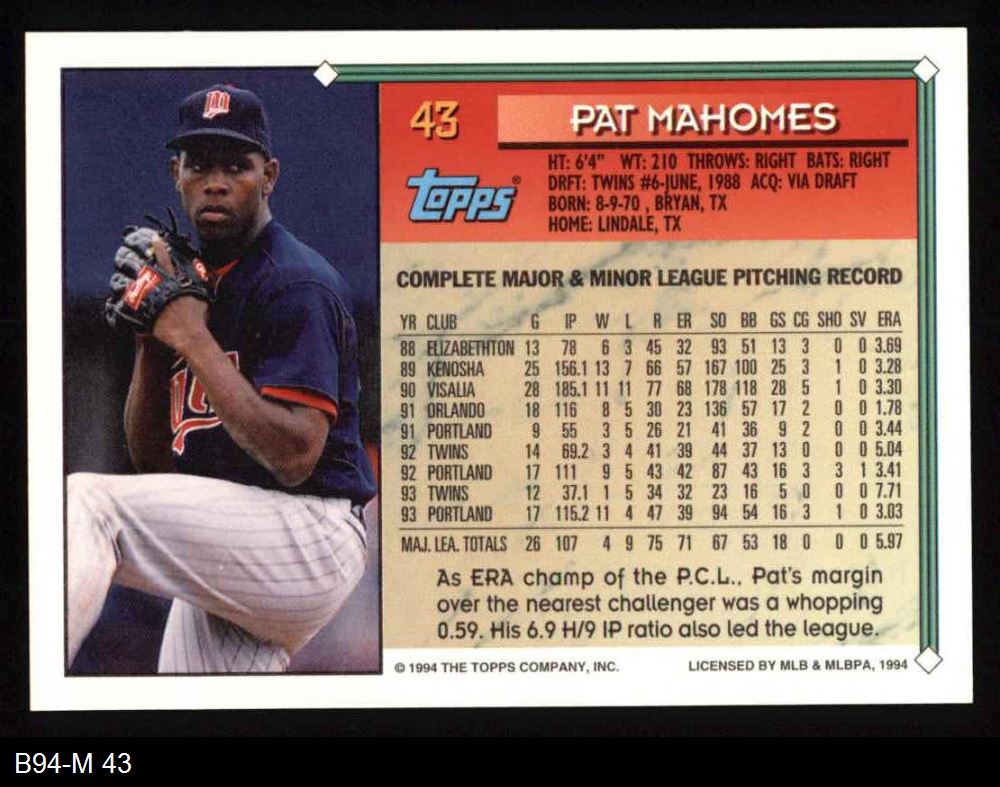 43
PAT MAHOMES
Topps®
HT: 6'4" WT: 210 THROWS: RIGHT BATS: RIGHT
DRFT: TWINS #6-JUNE, 1988 ACQ: VIA DRAFT
BORN: 8-9-70 , BRYAN, TX
HOME: LINDALE, TX
COMPLETE MAJOR & MINOR LEAGUE PITCHING RECORD
YR CLUB G IP W L R ER SO BB GS CG SHO SV ERA
88 ELIZABETHTON 13 78 6 3 45 32 93 51 13 3 0 0 3.69
89 KENOSHA 25 156.1 13 7 66 57 167 100 25 3 1 0 3.28
90 VISALIA 28 185.1 11 11 77 68 178 118 28 5 1 0 3.30
91 ORLANDO 18 116 8 5 30 23 136 57 17 2 0 0 1.78
91 PORTLAND 9 55 3 5 26 21 41 36 9 2 0 0 3.44
92 TWINS 14 69.2 3 4 41 39 44 37 13 0 0 0 5.04
92 PORTLAND 17 111 9 5 43 42 87 43 16 3 3 1 3.41
93 TWINS 12 37.1 1 5 34 32 23 16 5 0 0 0 7.71
93 PORTLAND 17 115.2 11 4 47 39 94 54 16 3 1 0 3.03
MAJ. LEA. TOTALS 26 107 4 9 75 71 67 53 18 0 0 0 5.97
As ERA champ of the P.C.L., Pat's margin
over the nearest challenger was a whopping
0.59. His 6.9 H/9 IP ratio also led the league.
© 1994 THE TOPPS COMPANY, INC. LICENSED BY MLB & MLBPA, 1994
B94-M 43